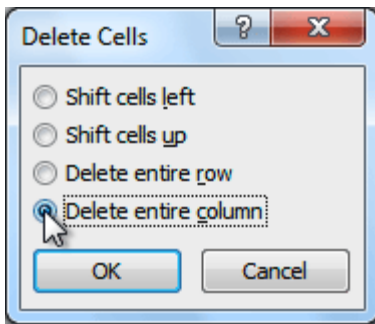 Delete Cells ?
Shift cells left
Shift cells up
Delete entire row
Delete entire column
OK Cancel